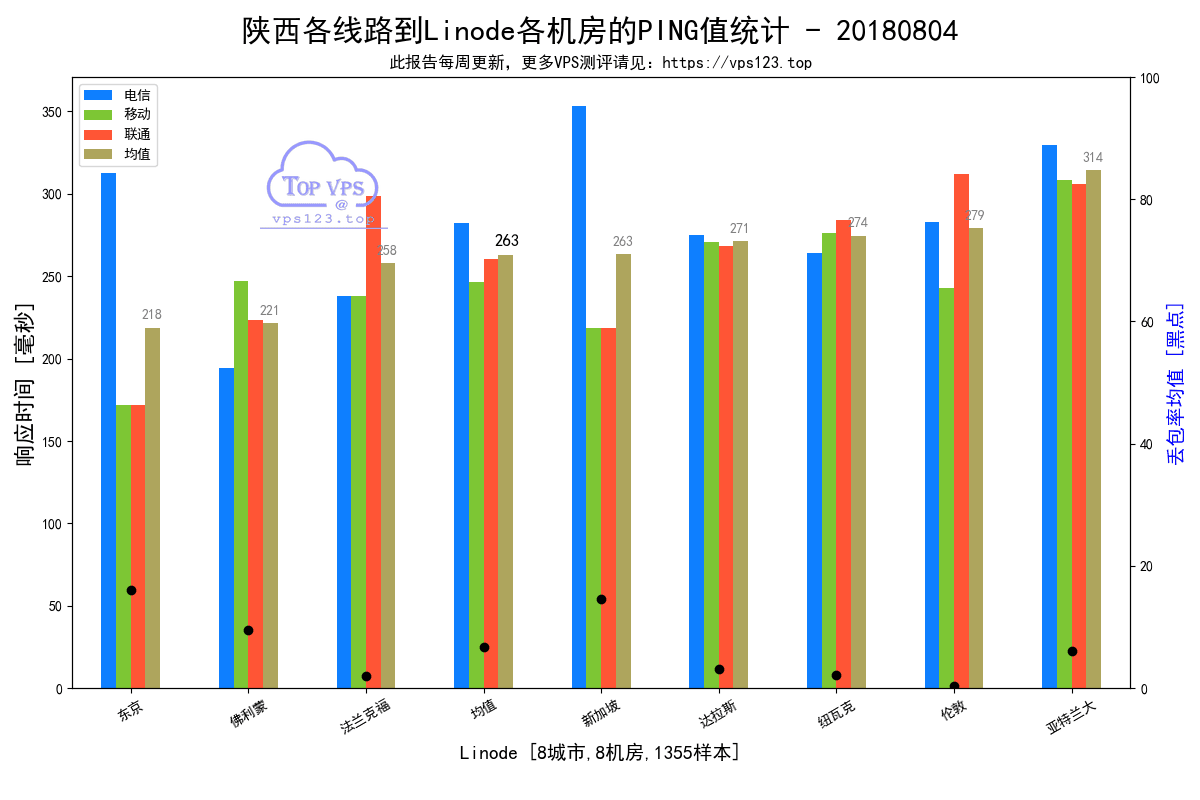 陕西各线路到Linode各机房的PING值统计 - 20180804
此报告每周更新，更多VPS测评请见：https://vps123.top
电信
移动
联通
均值
TOP VPS
@
vps123.top
响应时间 [毫秒]
350
300
250
200
150
100
50
0
218
221
258
263
263
271
274
279
314
100
80
60
40
20
0
丢包率均值 [黑点]
东京
佛利蒙
法兰克福
均值
新加坡
达拉斯
纽瓦克
伦敦
亚特兰大
Linode [8城市,8机房,1355样本]